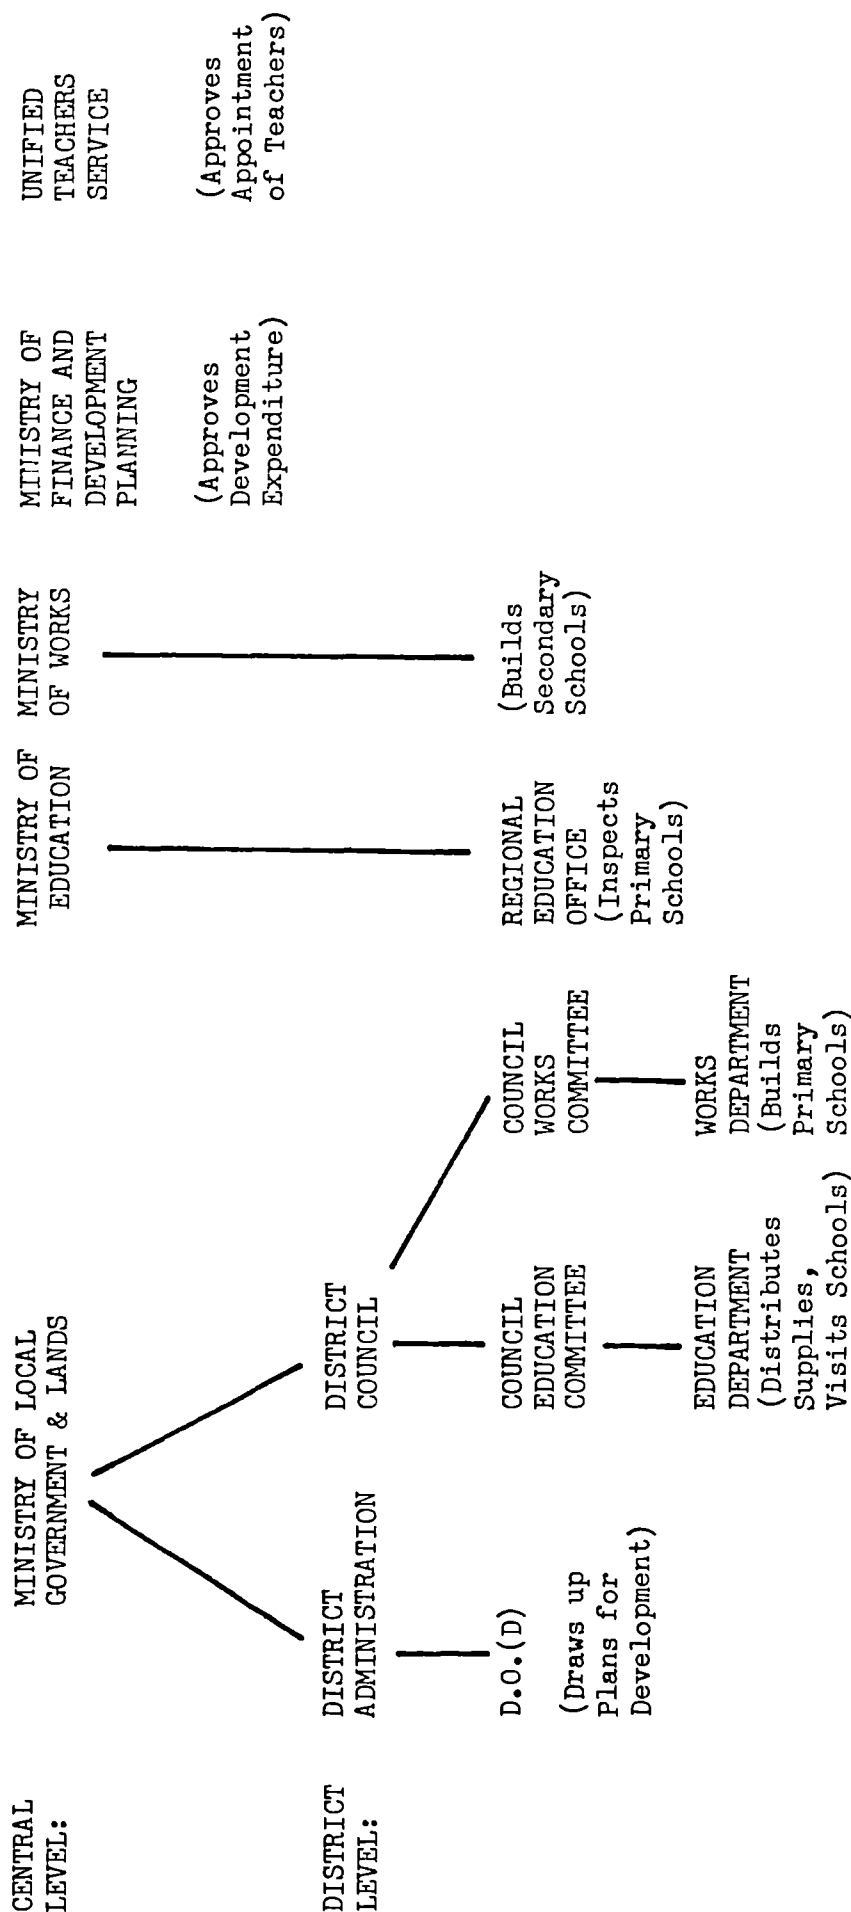 CENTRAL
LEVEL:
MINISTRY OF LOCAL
GOVERNMENT & LANDS
MINISTRY OF
EDUCATION
MINISTRY
OF WORKS
MINISTRY OF
FINANCE AND
DEVELOPMENT
PLANNING
(Approves
Development
Expenditure)
UNIFIED
TEACHERS
SERVICE
(Approves
Appointment
of Teachers)
DISTRICT
LEVEL:
DISTRICT
ADMINISTRATION
DISTRICT
COUNCIL
D.O.(D)
(Draws up
Plans for
Development)
COUNCIL
EDUCATION
COMMITTEE
COUNCIL
WORKS
COMMITTEE
REGIONAL
EDUCATION
OFFICE
(Inspects
Primary
Schools)
(Builds
Secondary
Schools)
EDUCATION
DEPARTMENT
(Distributes
Supplies,
Visits Schools)
WORKS
DEPARTMENT
(Builds
Primary
Schools)